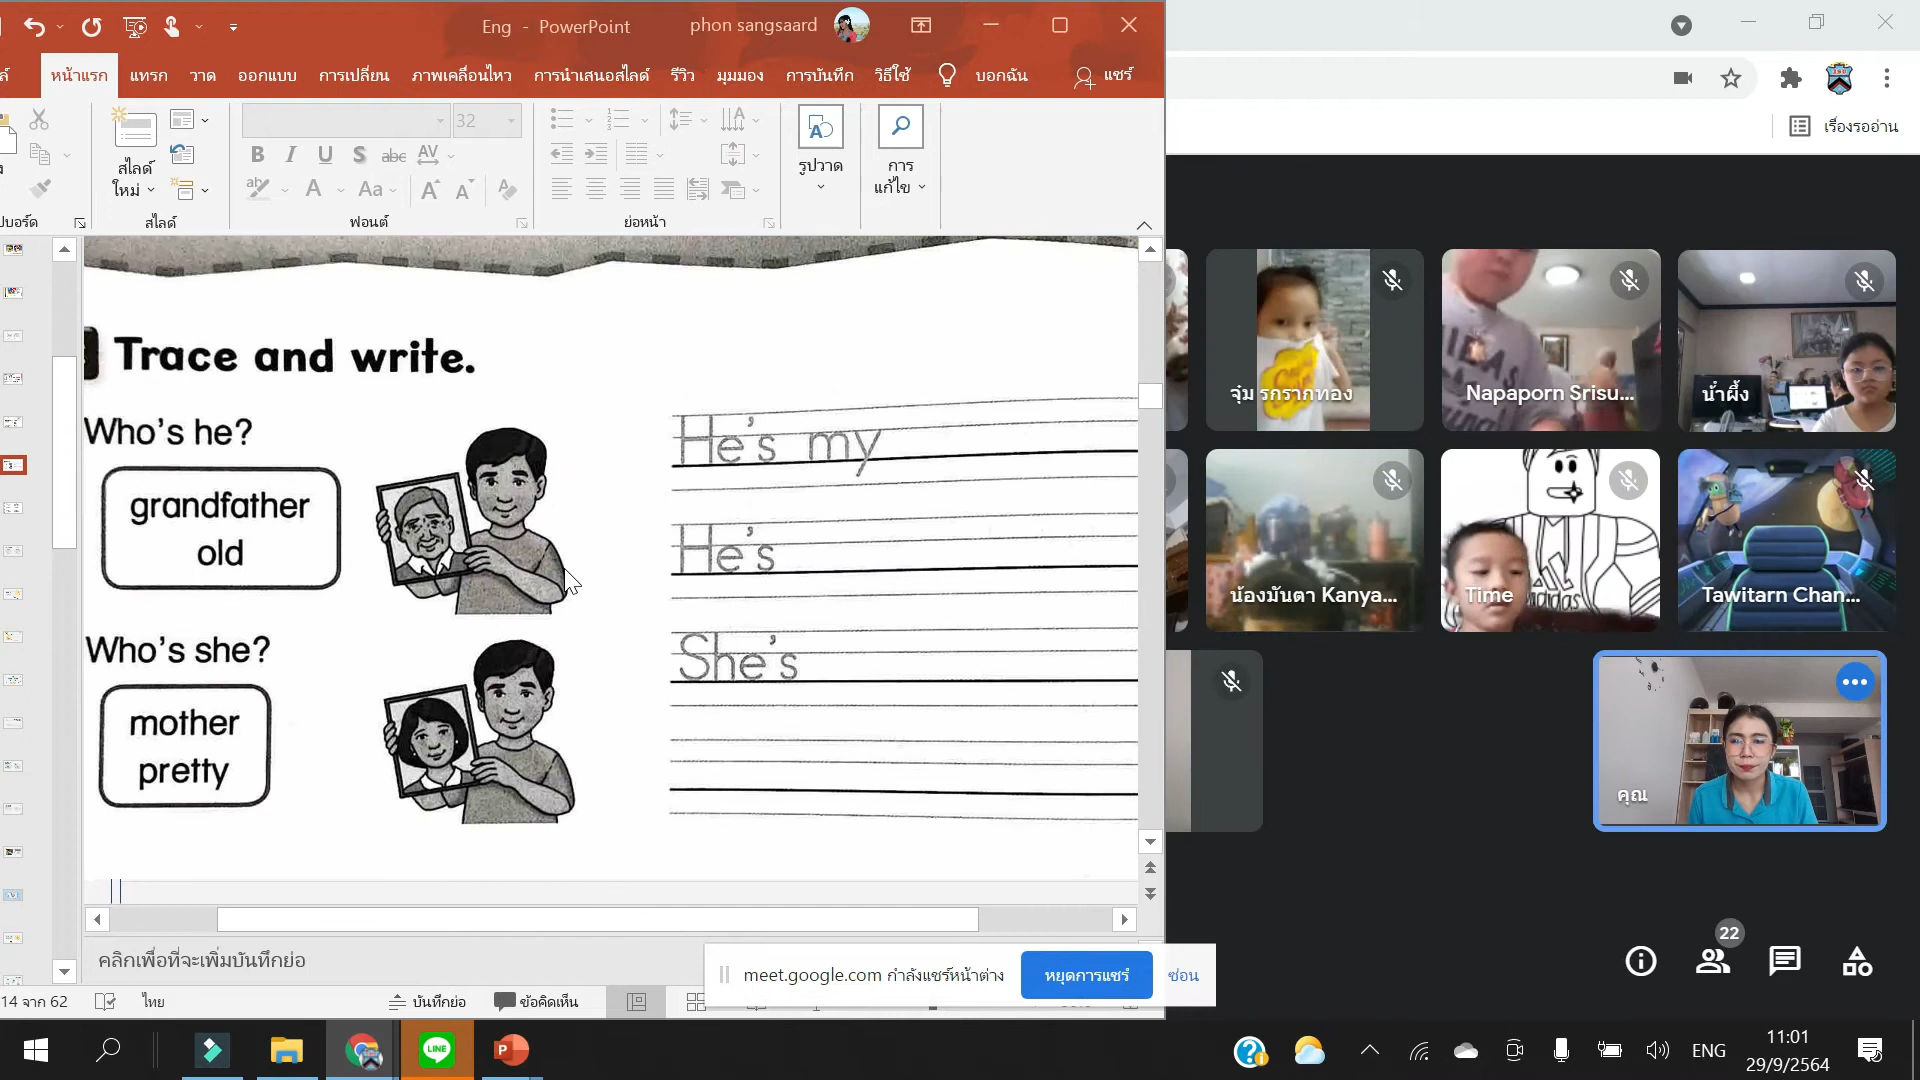 Eng - PowerPoint
phon sangsaard
หน้าแรก
แทรก
วาด
ออกแบบ
การเปลี่ยน
ภาพเคลื่อนไหว
การนำเสนอสไลด์
รีวิว
มุมมอง
การบันทึก
วิธีใช้
บอกฉัน
แชร์
32
สไลด์
ใหม่
รูปวาด
การ
แก้ไข
สไลด์
ฟอนต์
ย่อหน้า
เรื่องรออ่าน
Trace and write.
Who's he?
grandfather
old
He's my
He's
Who's she?
mother
pretty
She's
จุ๋ม รกรากทอง
Napaporn Srisu...
น้ำผึ้ง
น้องมันตา Kanya...
Time
Tawitarn Chan...
คุณ
22
คลิกเพื่อที่จะเพิ่มบันทึกย่อ
meet.google.com กำลังแชร์หน้าต่าง
หยุดการแชร์
ซ่อน
14 จาก 62
ไทย
บันทึกย่อ
ข้อคิดเห็น
LINE
ENG
11:01
29/9/2564